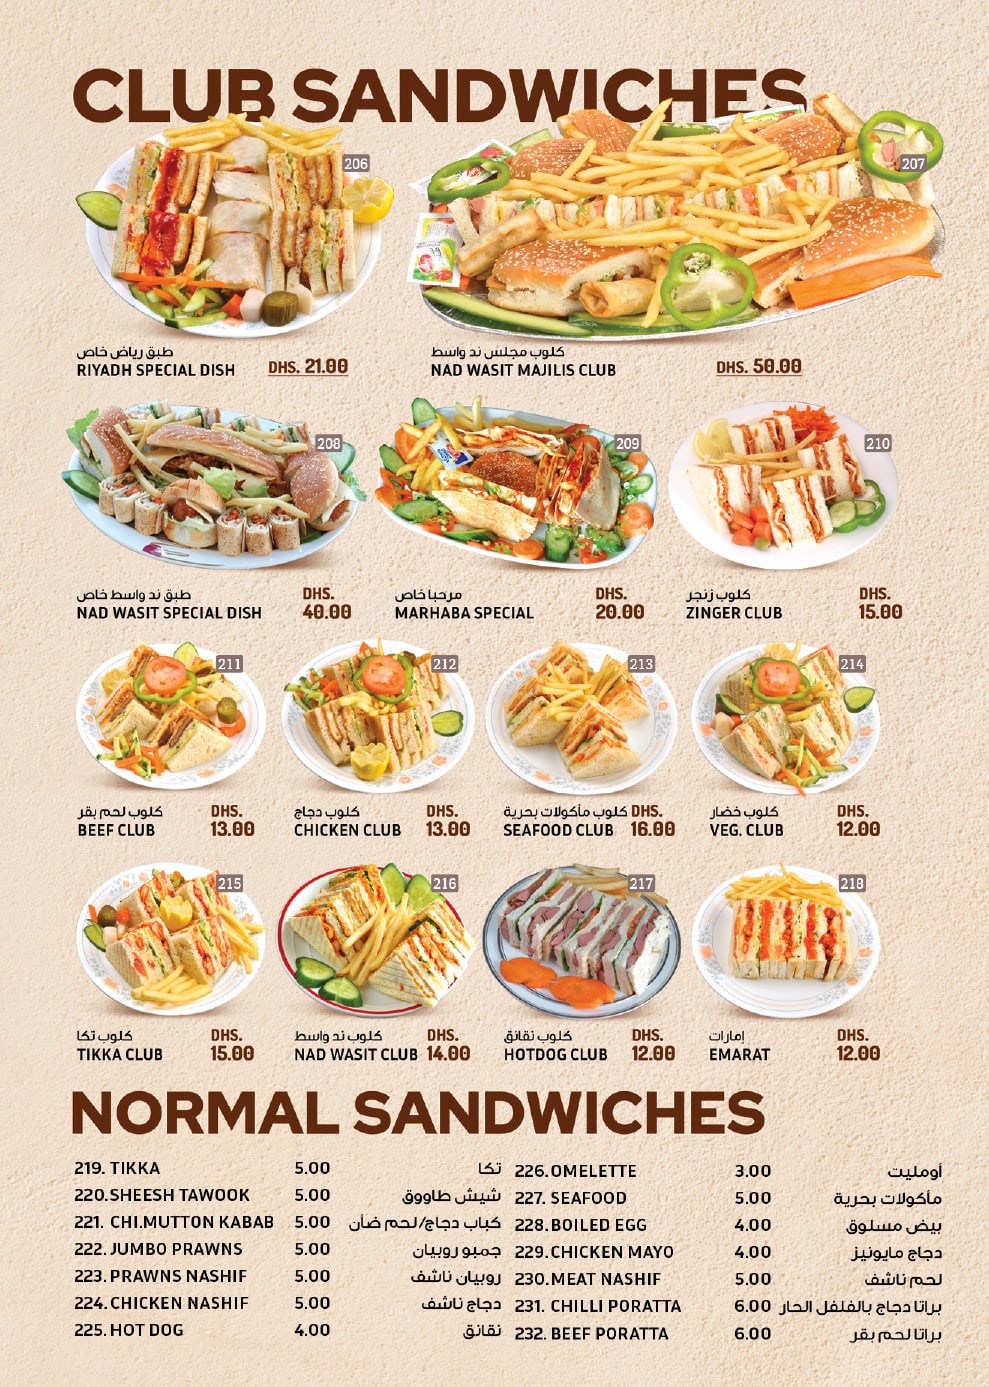 CLUB SANDWICHES
206
207
طبق رياض خاص
RIYADH SPECIAL DISH DHS. 21.00
كلوب مجلس ند واسط
NAD WASIT MAJILIS CLUB DHS. 50.00
208
209
210
طبق ند واسط خاص DHS.
NAD WASIT SPECIAL DISH 40.00
مرحبا خاص DHS.
MARHABA SPECIAL 20.00
كلوب زنجر DHS.
ZINGER CLUB 15.00
211
212
213
214
كلوب لحم بقر DHS.
BEEF CLUB 13.00
كلوب دجاج DHS.
CHICKEN CLUB 13.00
كلوب مأكولات بحرية DHS.
SEAFOOD CLUB 16.00
كلوب خضار DHS.
VEG. CLUB 12.00
215
216
217
218
كلوب تكا DHS.
TIKKA CLUB 15.00
كلوب ند واسط DHS.
NAD WASIT CLUB 14.00
كلوب نقانق DHS.
HOTDOG CLUB 12.00
إمارات DHS.
EMARAT 12.00
NORMAL SANDWICHES
219. TIKKA 5.00 تكا
220. SHEESH TAWOOK 5.00 شيش طاووق
221. CHI.MUTTON KABAB 5.00 كباب دجاج/لحم ضأن
222. JUMBO PRAWNS 5.00 جمبو روبيان
223. PRAWNS NASHIF 5.00 روبيان ناشف
224. CHICKEN NASHIF 5.00 دجاج ناشف
225. HOT DOG 4.00 نقانق
226. OMELETTE 3.00 أومليت
227. SEAFOOD 5.00 مأكولات بحرية
228. BOILED EGG 4.00 بيض مسلوق
229. CHICKEN MAYO 4.00 دجاج مايونيز
230. MEAT NASHIF 5.00 لحم ناشف
231. CHILLI PORATTA 6.00 براتا دجاج بالفلفل الحار
232. BEEF PORATTA 6.00 براتا لحم بقر